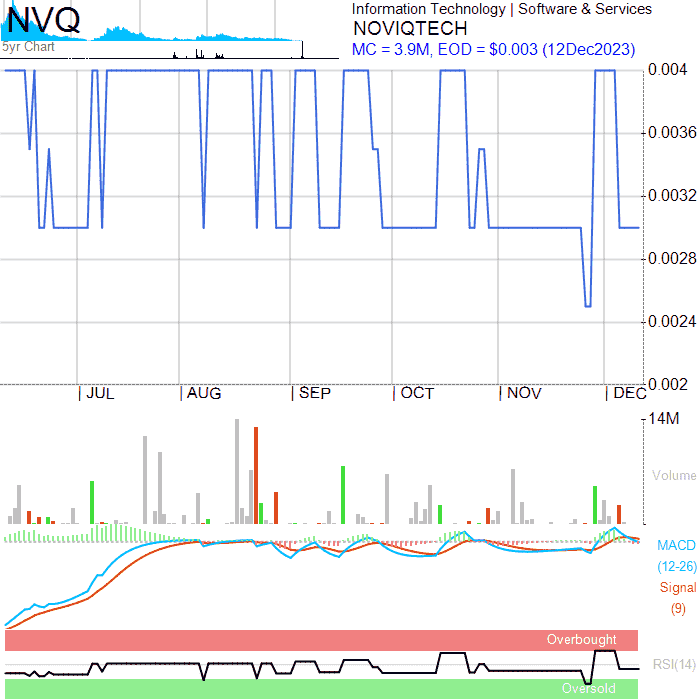 NVQ
Information Technology | Software & Services
NOVIQTECH
MC = 3.9M, EOD = $0.003 (12Dec2023)
5yr Chart
0.004
0.0036
0.0032
0.0028
0.0024
0.002
| JUL | AUG | SEP | OCT | NOV | DEC
14M
Volume
MACD
(12-26)
Signal
(9)
Overbought
RSI(14)
Oversold